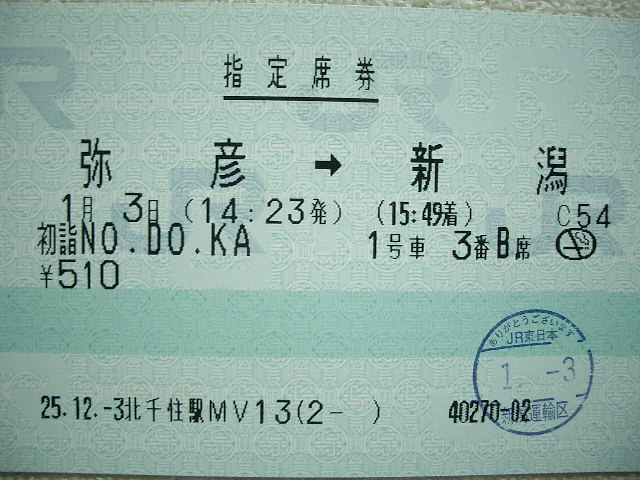 指定席券
弥彦 → 新潟
1月 3日 (14:23発) (15:49着) C54
初詣NO.DO.KA 1号車 3番B席
¥510
ありがとうございます
JR東日本
1. -3
運輸区
25.12.-3北千住駅MV13(2- ) 40270-02